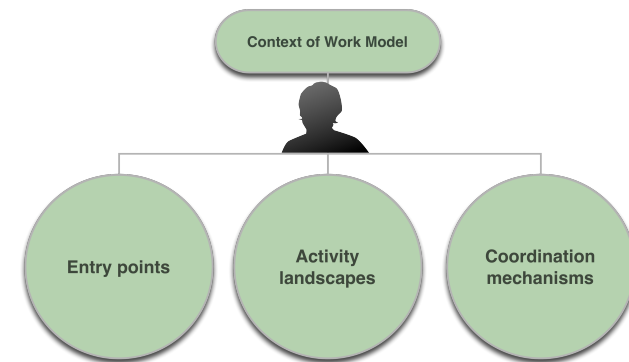 Context of Work Model
Entry points
Activity
landscapes
Coordination
mechanisms